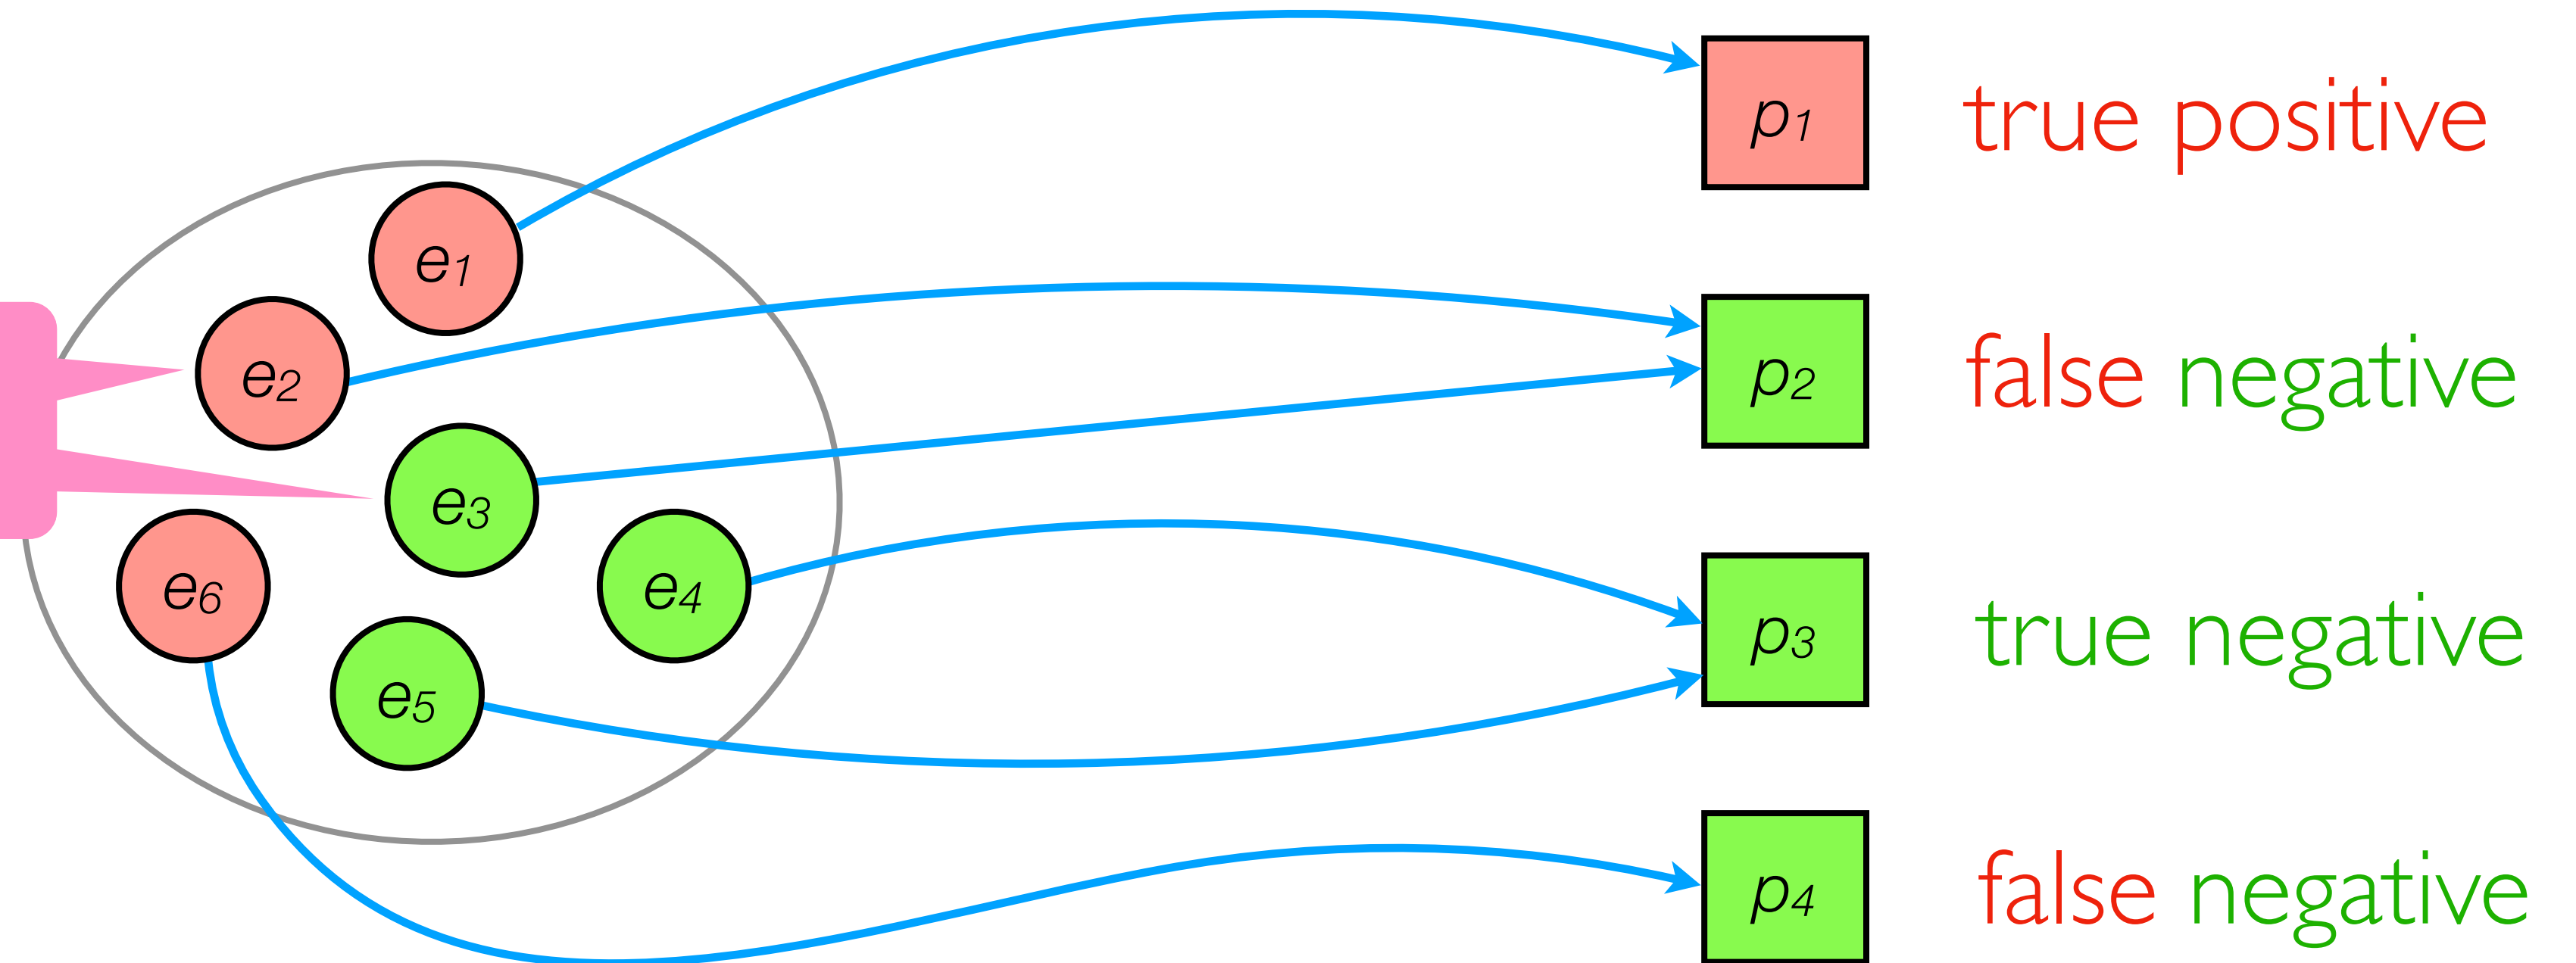 p1 true positive
e1
e2
p2 false negative
e3
e4
p3 true negative
e6
e5
p4 false negative